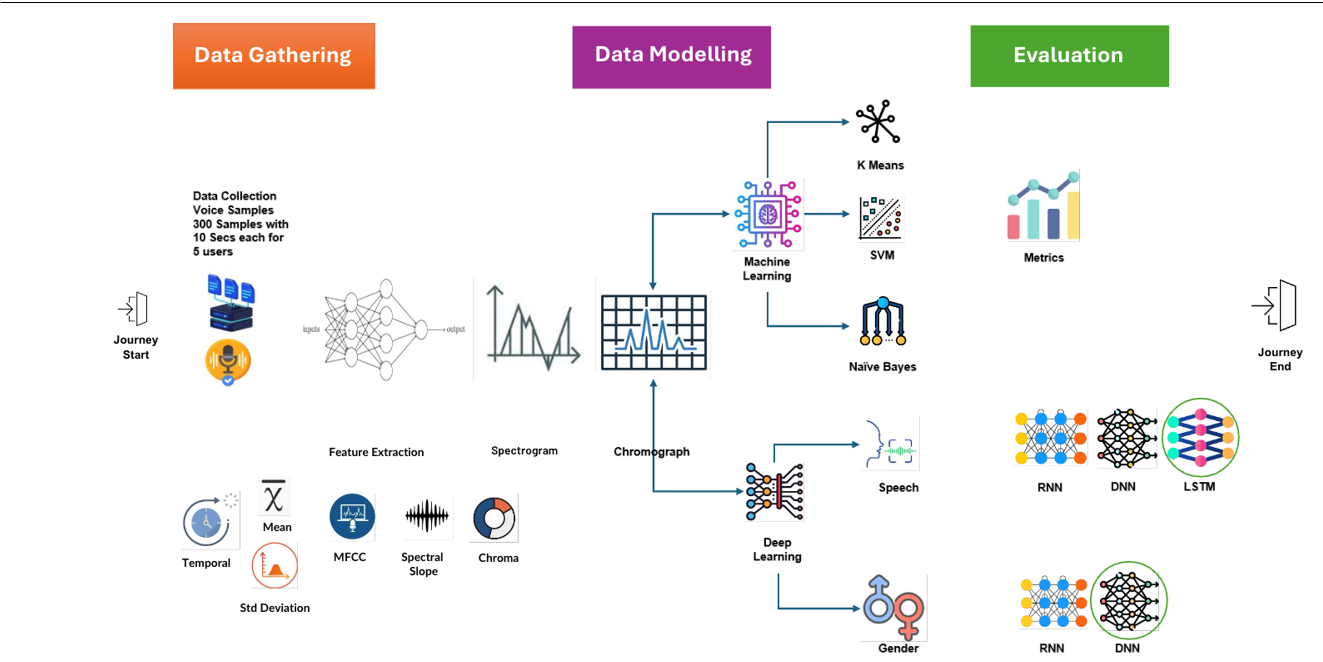 Data Gathering
Data Modelling
Evaluation
K Means
Data Collection
Voice Samples
300 Samples with
10 Secs each for
5 users
SVM
Machine
Learning
Metrics
Journey
Start
inputs
output
Journey
End
Naïve Bayes
Feature Extraction
Spectrogram
Chromograph
Speech
RNN
DNN
LSTM
Mean
Temporal
MFCC
Spectral
Slope
Chroma
Deep
Learning
Std Deviation
Gender
RNN
DNN